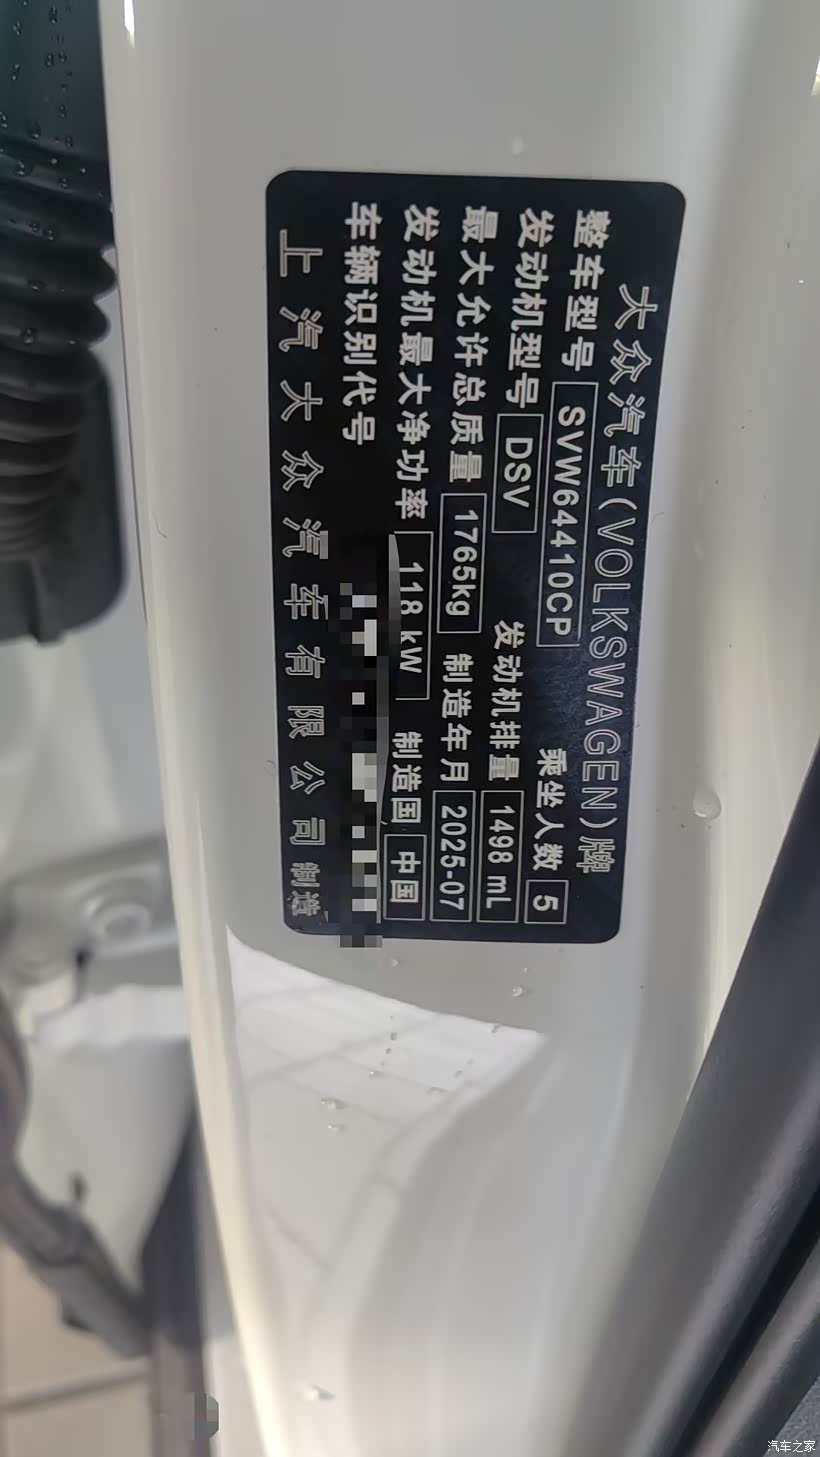 大众汽车(VOLKSWAGEN)牌
整车型号 SVW64410CP 乘坐人数 5
发动机型号 DSV 发动机排量 1498 mL
最大允许总质量 1765kg 制造年月 2025-07
发动机最大净功率 118 kW 制造国 中国
车辆识别代号
上汽大众汽车有限公司制造
汽车之家